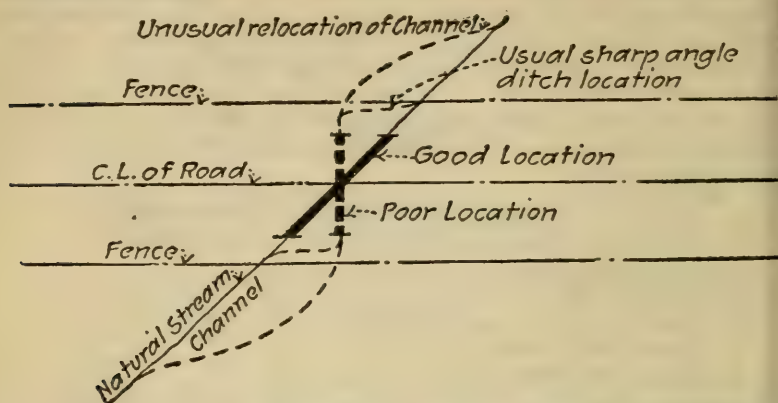 Unusual relocation of Channel
Usual sharp angle
ditch location
Fence
Good Location
C.L. of Road
Poor Location
Fence
Natural Stream
Channel